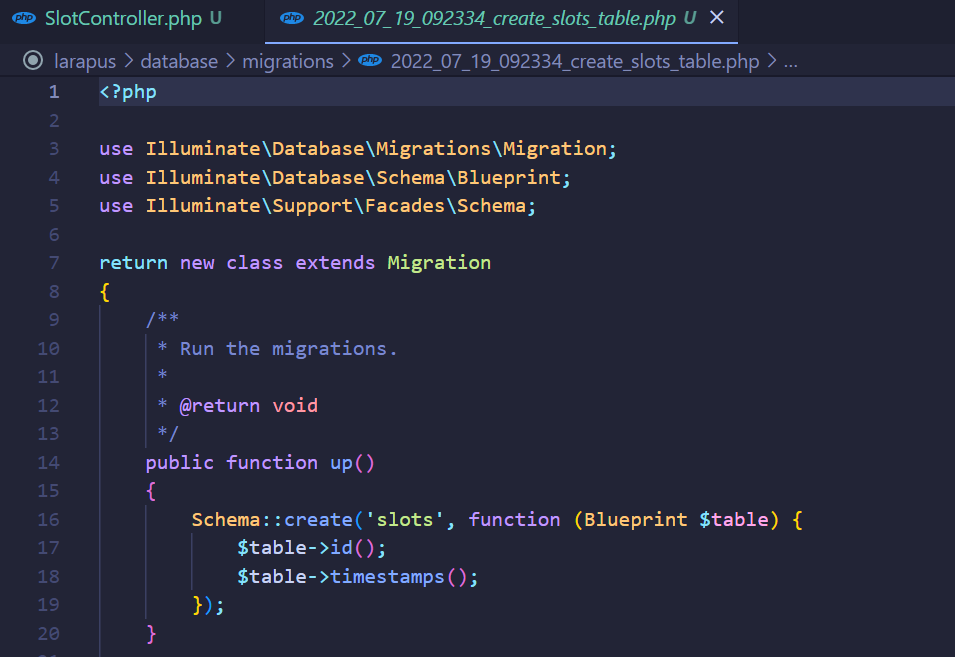 php SlotController.php U
php 2022_07_19_092334_create_slots_table.php U ×
larapus > database > migrations > php 2022_07_19_092334_create_slots_table.php > ...
1 <?php
2
3 use Illuminate\Database\Migrations\Migration;
4 use Illuminate\Database\Schema\Blueprint;
5 use Illuminate\Support\Facades\Schema;
6
7 return new class extends Migration
8 {
9     /**
10      * Run the migrations.
11      *
12      * @return void
13      */
14     public function up()
15     {
16         Schema::create('slots', function (Blueprint $table) {
17             $table->id();
18             $table->timestamps();
19         });
20     }